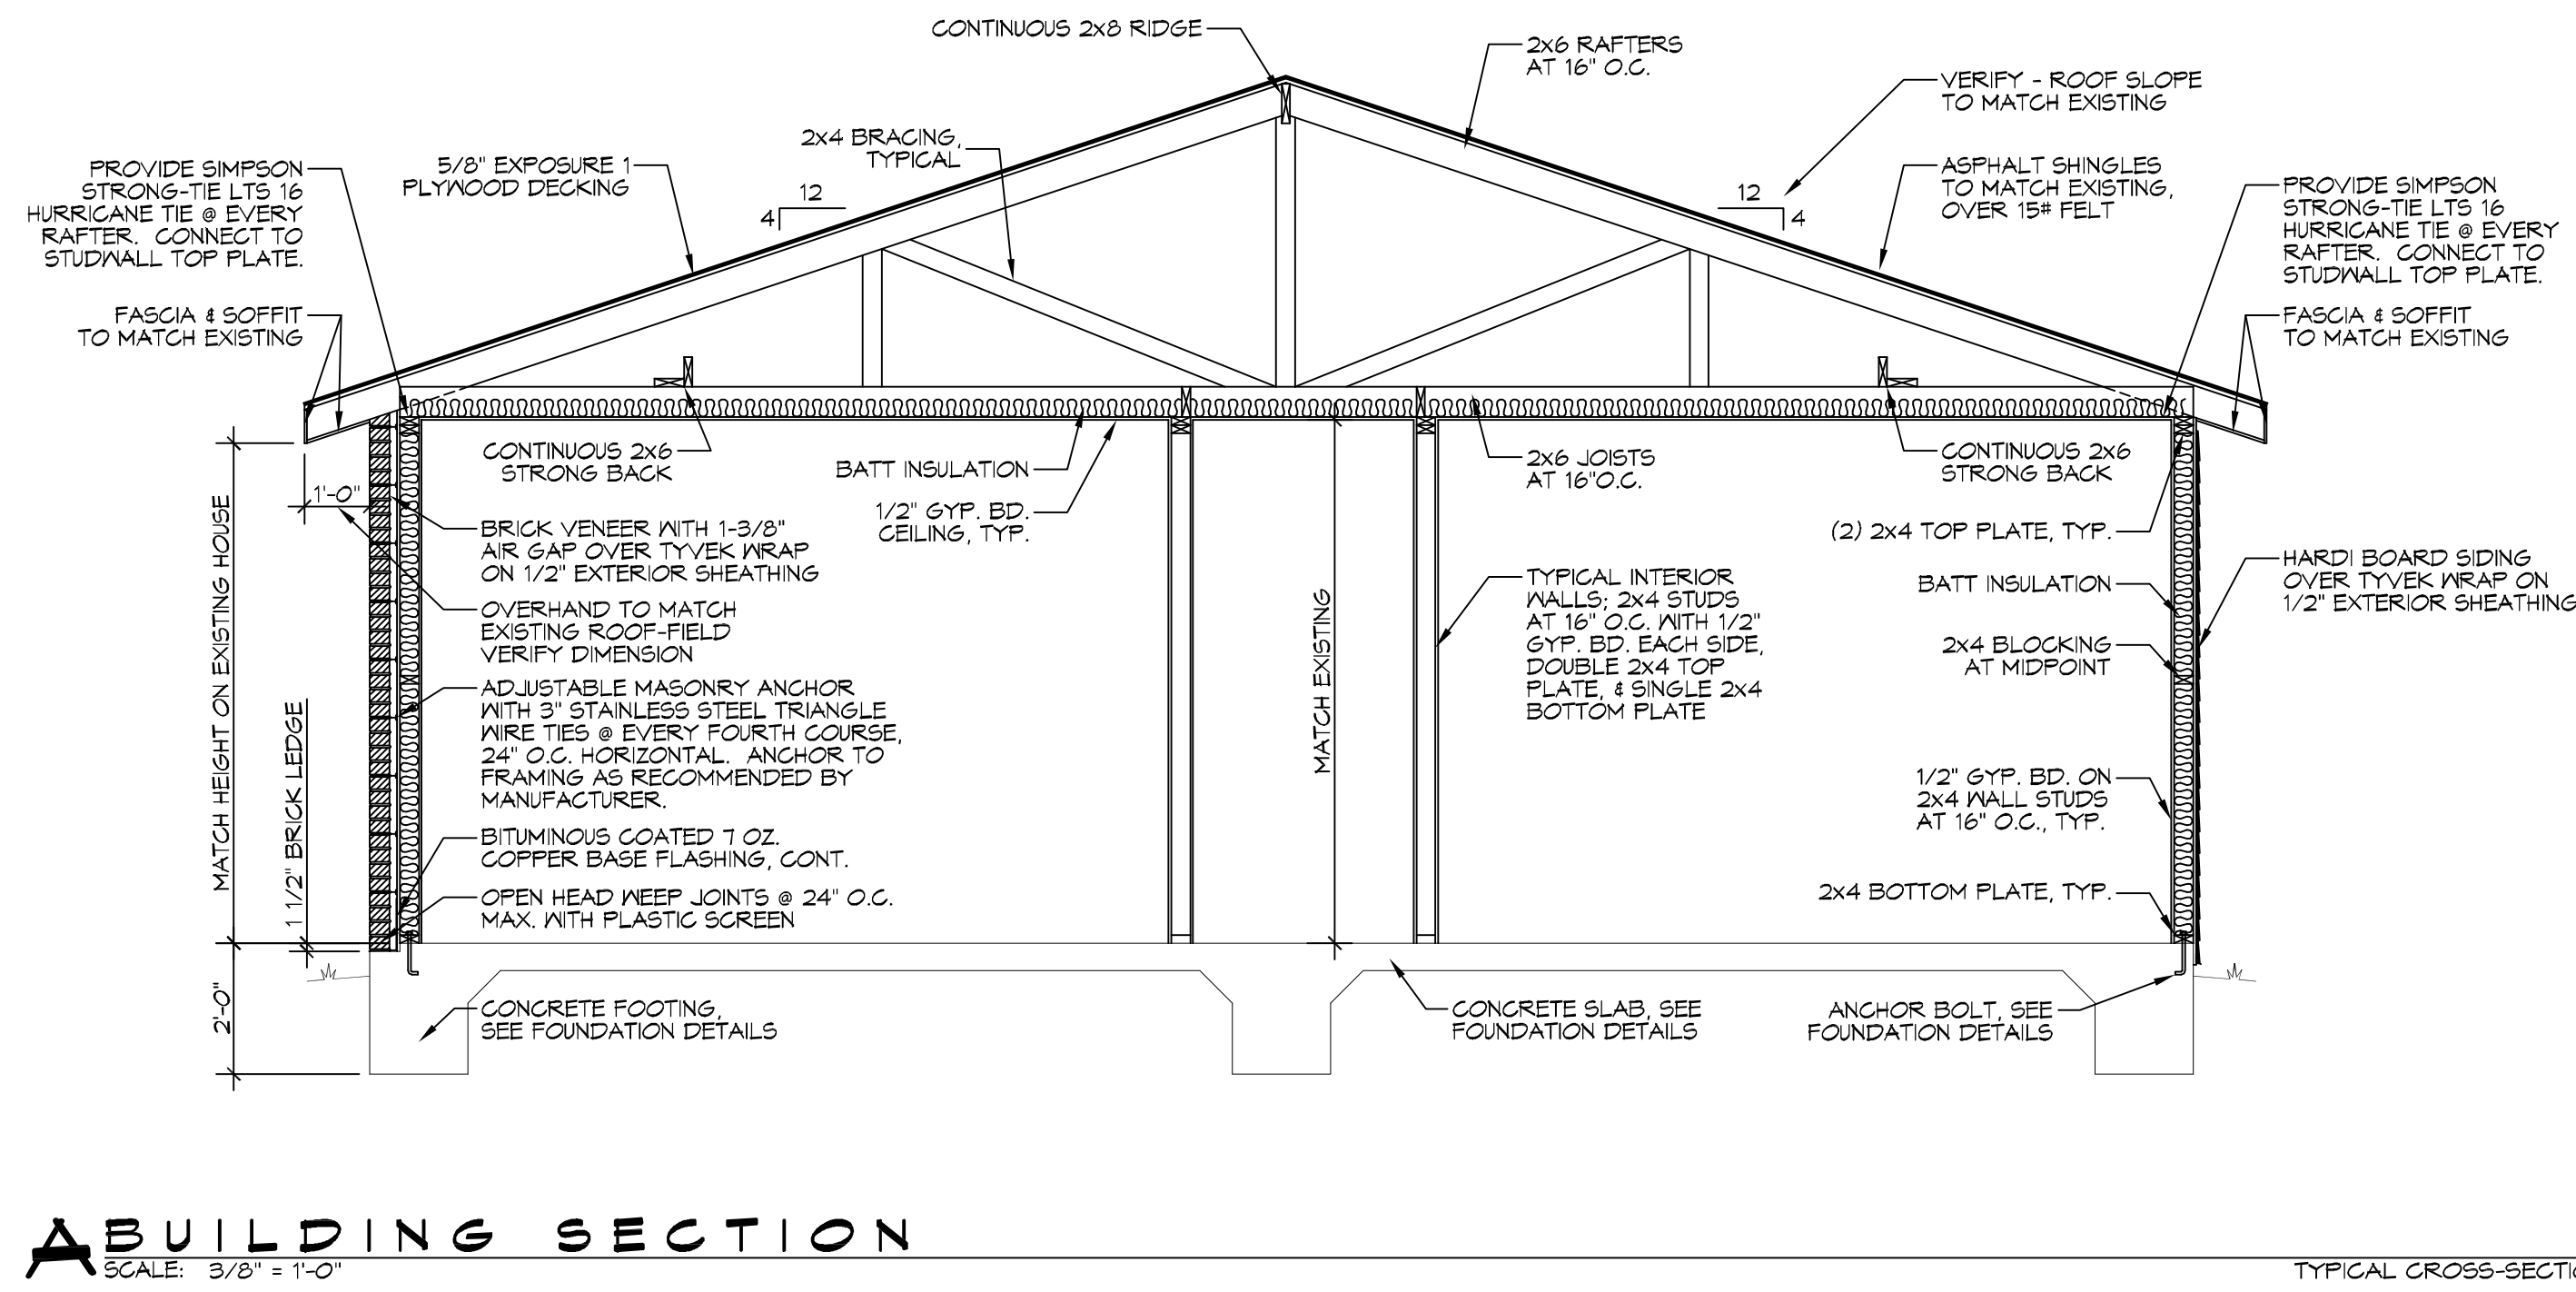 CONTINUOUS 2x8 RIDGE
2x6 RAFTERS
AT 16" O.C.
VERIFY - ROOF SLOPE
TO MATCH EXISTING
2x4 BRACING,
TYPICAL
5/8" EXPOSURE 1
PLYWOOD DECKING
PROVIDE SIMPSON
STRONG-TIE LTS 16
HURRICANE TIE @ EVERY
RAFTER. CONNECT TO
STUDWALL TOP PLATE.
12
4
12
4
ASPHALT SHINGLES
TO MATCH EXISTING,
OVER 15# FELT
PROVIDE SIMPSON
STRONG-TIE LTS 16
HURRICANE TIE @ EVERY
RAFTER. CONNECT TO
STUDWALL TOP PLATE.
FASCIA & SOFFIT
TO MATCH EXISTING
FASCIA & SOFFIT
TO MATCH EXISTING
CONTINUOUS 2x6
STRONG BACK
BATT INSULATION
1/2" GYP. BD.
CEILING, TYP.
2x6 JOISTS
AT 16"O.C.
CONTINUOUS 2x6
STRONG BACK
1'-0"
BRICK VENEER WITH 1-3/8"
AIR GAP OVER TYVEK WRAP
ON 1/2" EXTERIOR SHEATHING
OVERHAND TO MATCH
EXISTING ROOF-FIELD
VERIFY DIMENSION
ADJUSTABLE MASONRY ANCHOR
WITH 3" STAINLESS STEEL TRIANGLE
WIRE TIES @ EVERY FOURTH COURSE,
24" O.C. HORIZONTAL. ANCHOR TO
FRAMING AS RECOMMENDED BY
MANUFACTURER.
BITUMINOUS COATED 7 OZ.
COPPER BASE FLASHING, CONT.
OPEN HEAD WEEP JOINTS @ 24" O.C.
MAX. WITH PLASTIC SCREEN
MATCH HEIGHT ON EXISTING HOUSE
1 1/2" BRICK LEDGE
2'-0"
MATCH EXISTING
TYPICAL INTERIOR
WALLS; 2x4 STUDS
AT 16" O.C. WITH 1/2"
GYP. BD. EACH SIDE,
DOUBLE 2x4 TOP
PLATE, & SINGLE 2x4
BOTTOM PLATE
(2) 2x4 TOP PLATE, TYP.
BATT INSULATION
2x4 BLOCKING
AT MIDPOINT
1/2" GYP. BD. ON
2x4 WALL STUDS
AT 16" O.C., TYP.
2x4 BOTTOM PLATE, TYP.
HARDI BOARD SIDING
OVER TYVEK WRAP ON
1/2" EXTERIOR SHEATHING
CONCRETE FOOTING,
SEE FOUNDATION DETAILS
CONCRETE SLAB, SEE
FOUNDATION DETAILS
ANCHOR BOLT, SEE
FOUNDATION DETAILS
A BUILDING SECTION
SCALE: 3/8" = 1'-0"
TYPICAL CROSS-SECTIO